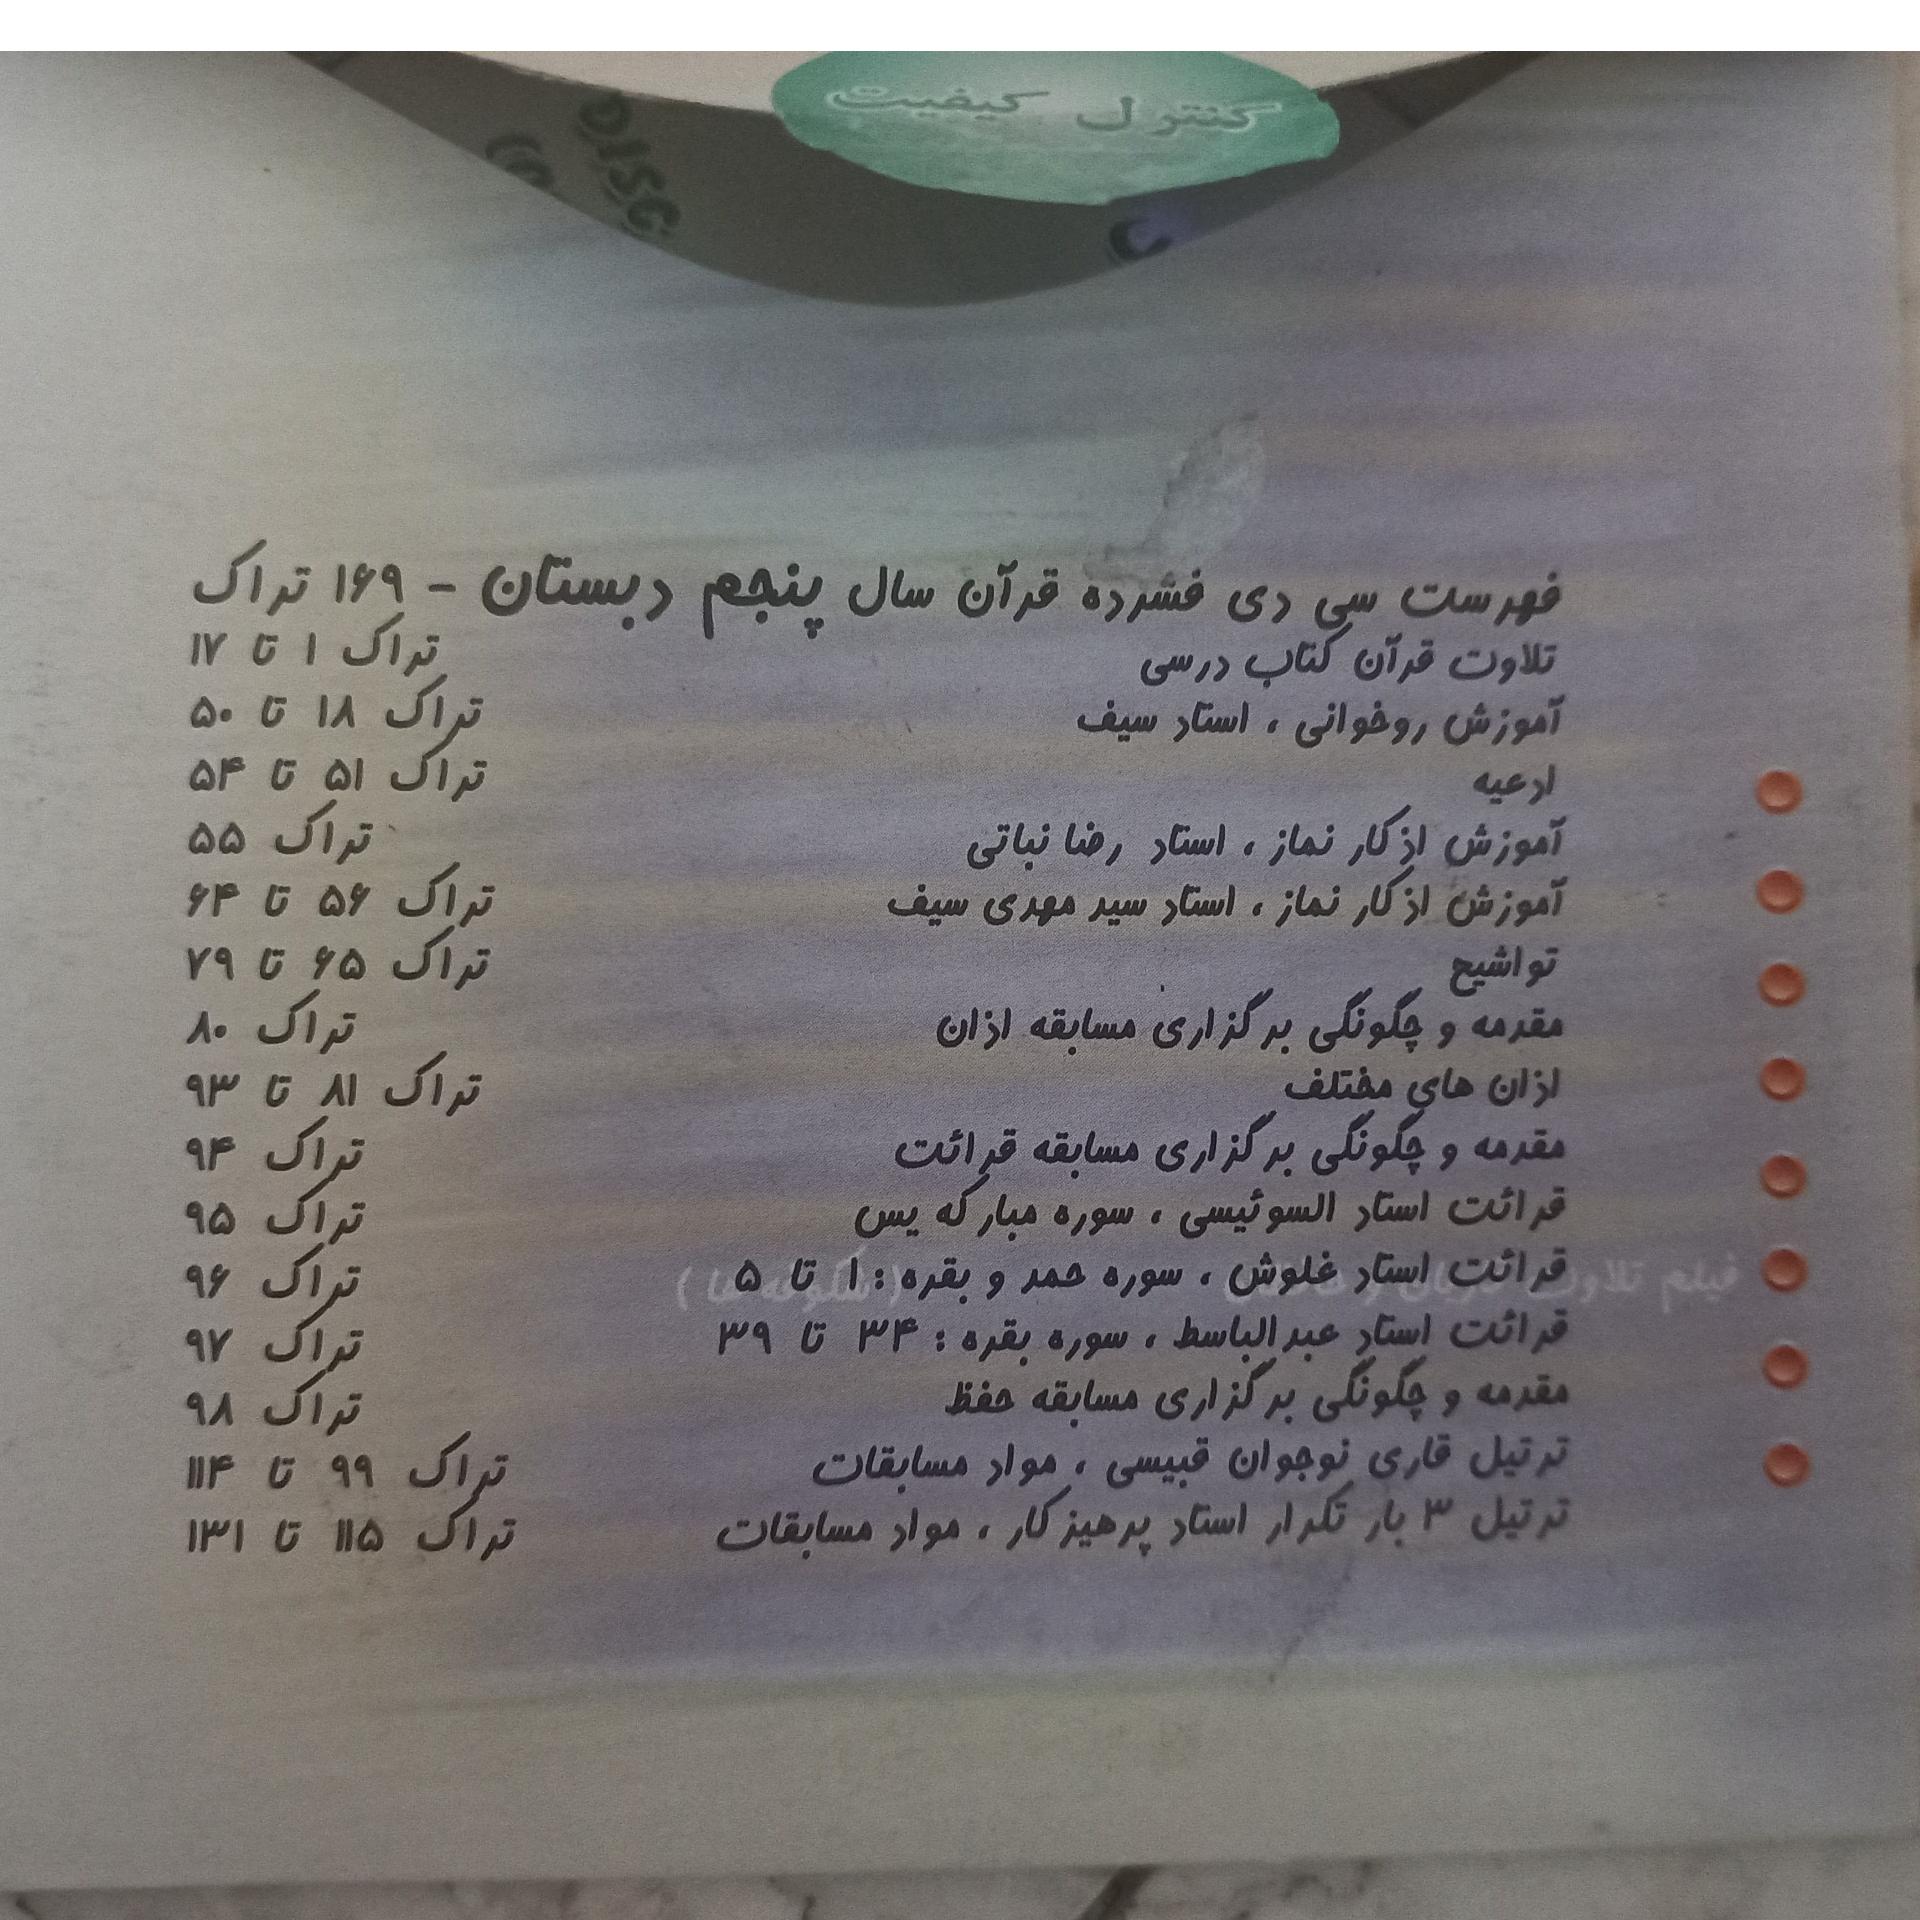 کنترل کیفیت
DISC
فهرست سی دی فشرده قرآن سال پنجم دبستان - ۱۶۹ تراک
تلاوت قرآن کتاب درسی تراک ۱ تا ۱۷
آموزش روخوانی ، استاد سیف تراک ۱۸ تا ۵۰
ادعیه تراک ۵۱ تا ۵۴
آموزش اذکار نماز ، استاد رضا نباتی تراک ۵۵
آموزش اذکار نماز ، استاد سید مهدی سیف تراک ۵۶ تا ۶۴
تواشیح تراک ۶۵ تا ۷۹
مقدمه و چگونگی برگزاری مسابقه اذان تراک ۸۰
اذان های مختلف تراک ۸۱ تا ۹۳
مقدمه و چگونگی برگزاری مسابقه قرائت تراک ۹۴
قرائت استاد السوئیسی ، سوره مبارکه یس تراک ۹۵
قرائت استاد غلوش ، سوره حمد و بقره : ۱ تا ۵ تراک ۹۶
فیلم تلاوت
قرائت استاد عبدالباسط ، سوره بقره : ۳۴ تا ۳۹ تراک ۹۷
مقدمه و چگونگی برگزاری مسابقه حفظ تراک ۹۸
ترتیل قاری نوجوان قبیسی ، مواد مسابقات تراک ۹۹ تا ۱۱۴
ترتیل ۳ بار تکرار استاد پرهیزکار ، مواد مسابقات تراک ۱۱۵ تا ۱۳۱